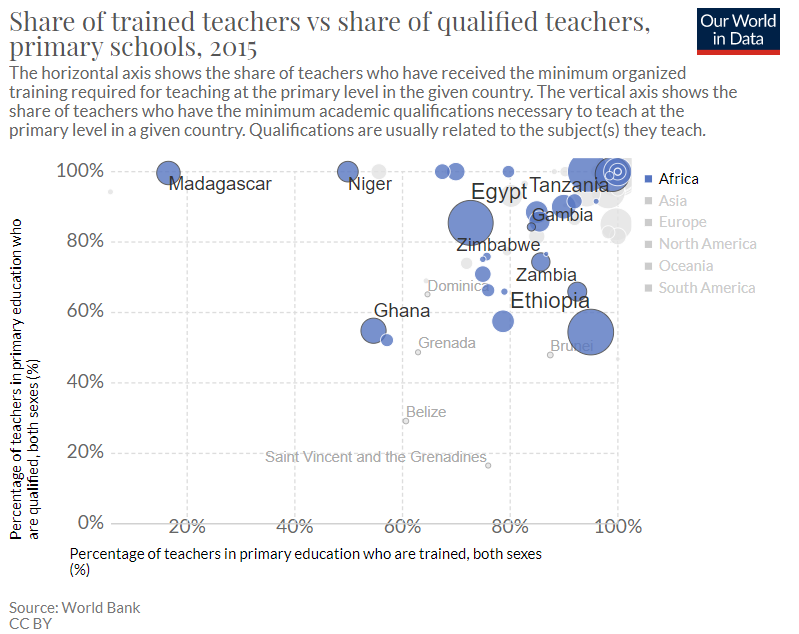 Share of trained teachers vs share of qualified teachers,
primary schools, 2015
Our World
in Data
The horizontal axis shows the share of teachers who have received the minimum organized
training required for teaching at the primary level in the given country. The vertical axis shows the
share of teachers who have the minimum academic qualifications necessary to teach at the
primary level in a given country. Qualifications are usually related to the subject(s) they teach.
Percentage of teachers in primary education who
are qualified, both sexes (%)
100%
80%
60%
40%
20%
0%
Madagascar
Niger
Egypt
Tanzania
Gambia
Zimbabwe
Zambia
Dominica
Ethiopia
Ghana
Grenada
Brunei
Belize
Saint Vincent and the Grenadines
Africa
Asia
Europe
North America
Oceania
South America
20%
40%
60%
80%
100%
Percentage of teachers in primary education who are trained, both sexes
(%)
Source: World Bank
CC BY